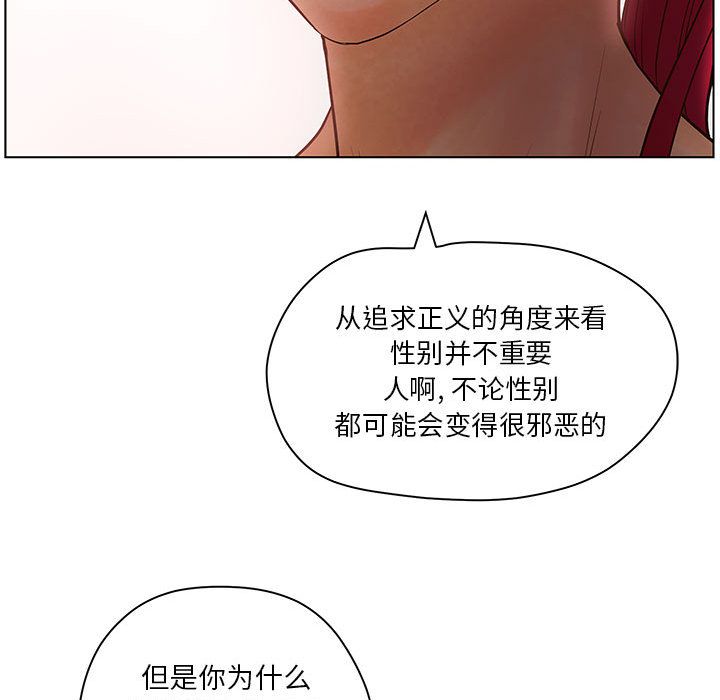 从追求正义的角度来看
性别并不重要
人啊, 不论性别
都可能会变得很邪恶的
但是你为什么